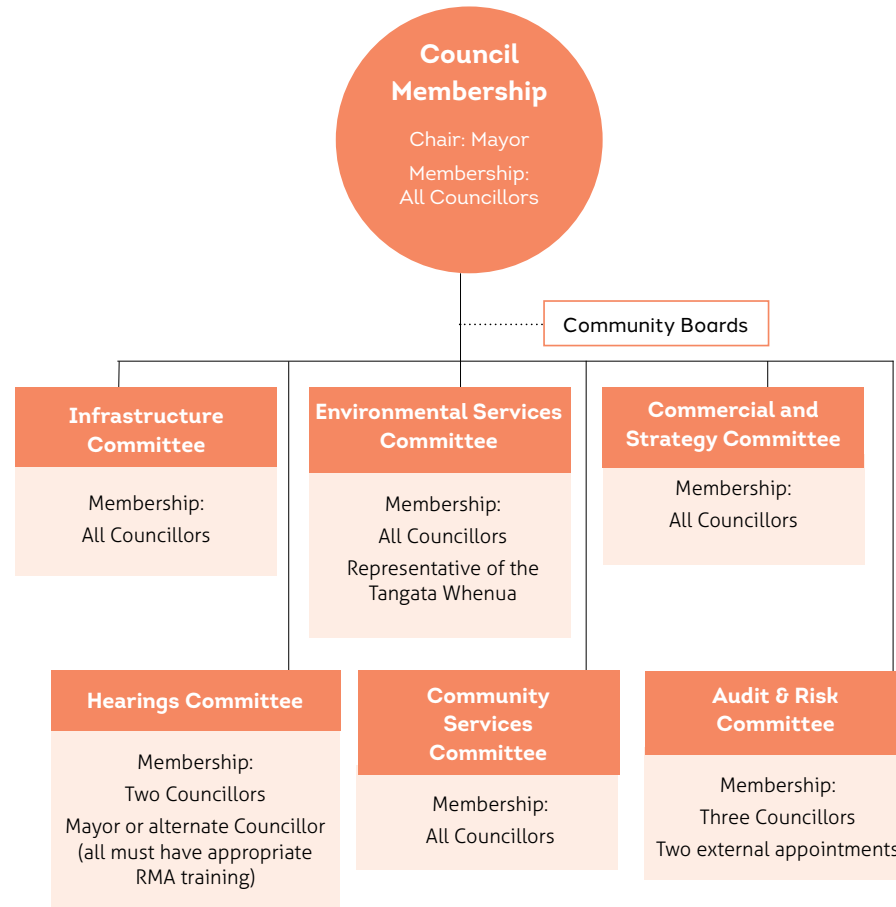 Council
Membership
Chair: Mayor
Membership:
All Councillors
Community Boards
Infrastructure
Committee
Membership:
All Councillors
Environmental Services
Committee
Membership:
All Councillors
Representative of the
Tangata Whenua
Commercial and
Strategy Committee
Membership:
All Councillors
Hearings Committee
Membership:
Two Councillors
Mayor or alternate Councillor
(all must have appropriate
RMA training)
Community
Services
Committee
Membership:
All Councillors
Audit & Risk
Committee
Membership:
Three Councillors
Two external appointments